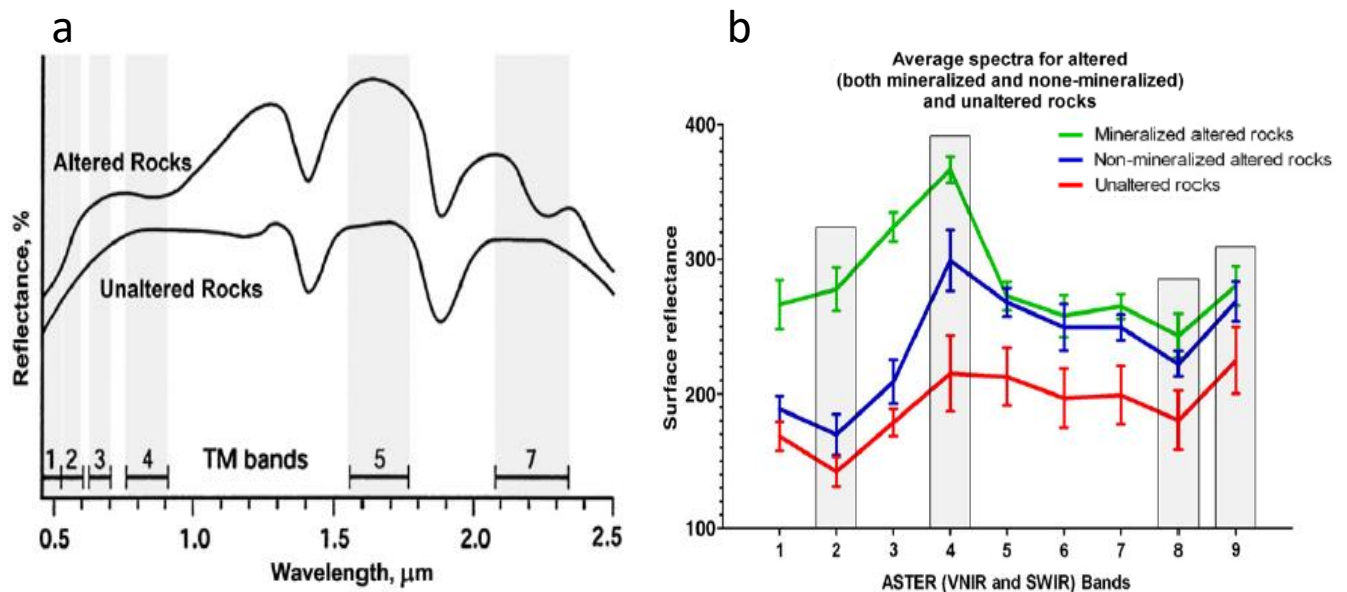 a
Reflectance, %
Altered Rocks
Unaltered Rocks
1 2 3 4 TM bands 5 7
0.5 1.0 1.5 2.0 2.5
Wavelength, μm
b
Average spectra for altered
(both mineralized and none-mineralized)
and unaltered rocks
Mineralized altered rocks
Non-mineralized altered rocks
Unaltered rocks
Surface reflectance
400
300
200
100
1 2 3 4 5 6 7 8 9
ASTER (VNIR and SWIR) Bands